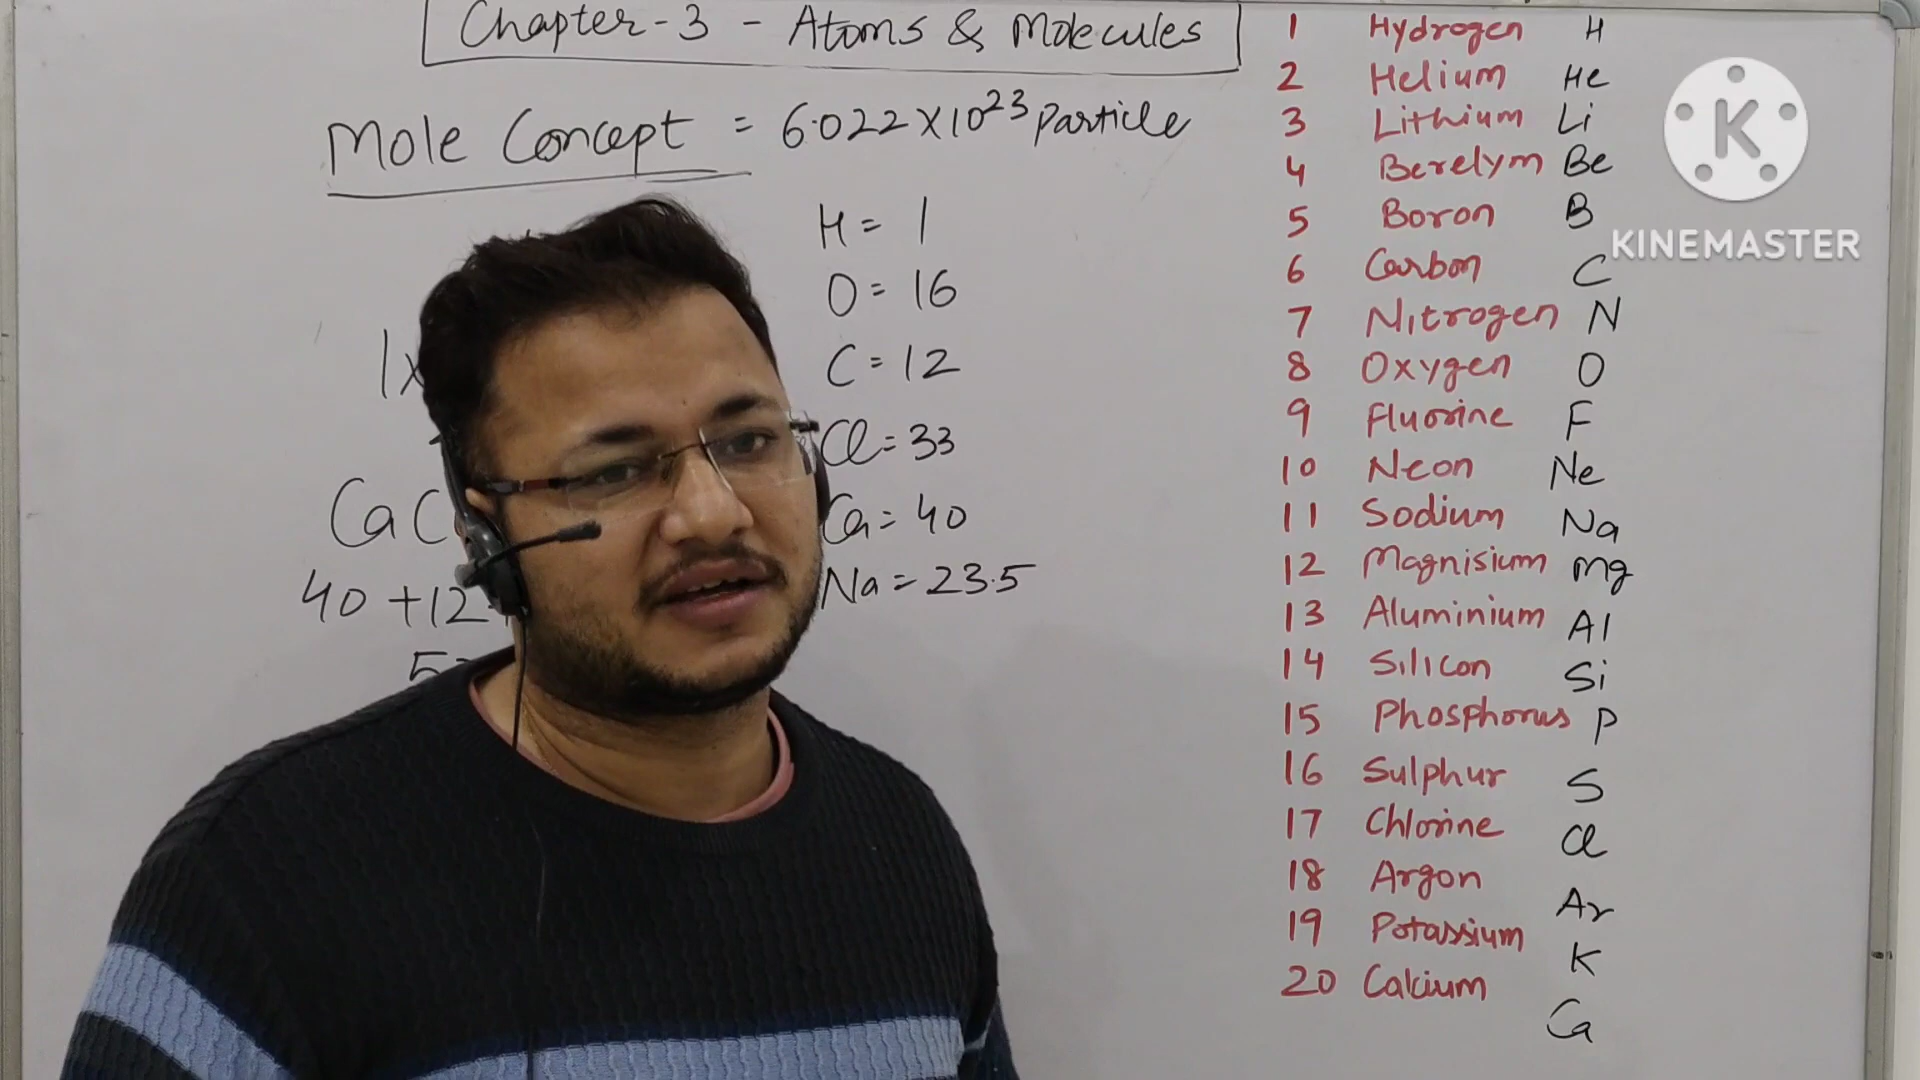 Chapter-3 - Atoms & Molecules
Mole Concept = 6.022 X 10^23 particle
H = 1
O = 16
1x
C = 12
Cl = 33
CaC
Ca = 40
40 + 12
Na = 23.5
1 Hydrogen H
2 Helium He
3 Lithium Li
4 Berelym Be
5 Boron B
6 Carbon C
7 Nitrogen N
8 Oxygen O
9 Fluorine F
10 Neon Ne
11 Sodium Na
12 Magnisium Mg
13 Aluminium Al
14 Silicon Si
15 Phosphorus P
16 Sulphur S
17 Chlorine Cl
18 Argon Ar
19 Potassium K
20 Calcium Ca
K
KINEMASTER